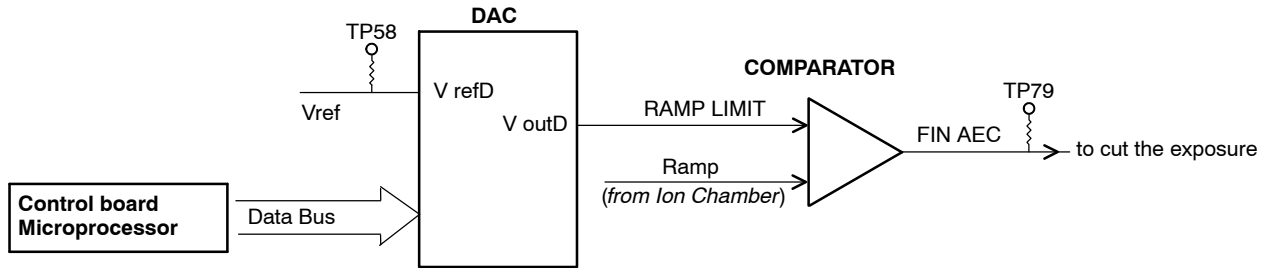 DAC
TP58
Vref
V refD
V outD
COMPARATOR
RAMP LIMIT
Ramp
(from Ion Chamber)
TP79
FIN AEC
to cut the exposure
Control board
Microprocessor
Data Bus